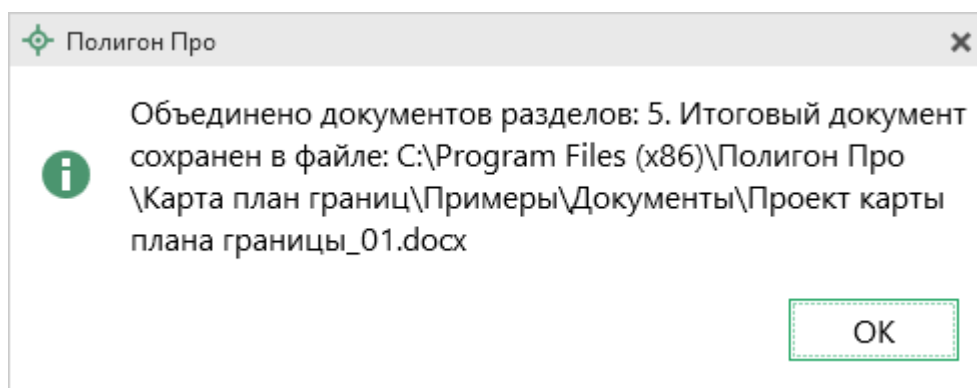 Полигон Про
Объединено документов разделов: 5. Итоговый документ
сохранен в файле: C:\Program Files (x86)\Полигон Про
\Карта план границ\Примеры\Документы\Проект карты
плана границы_01.docx
OK